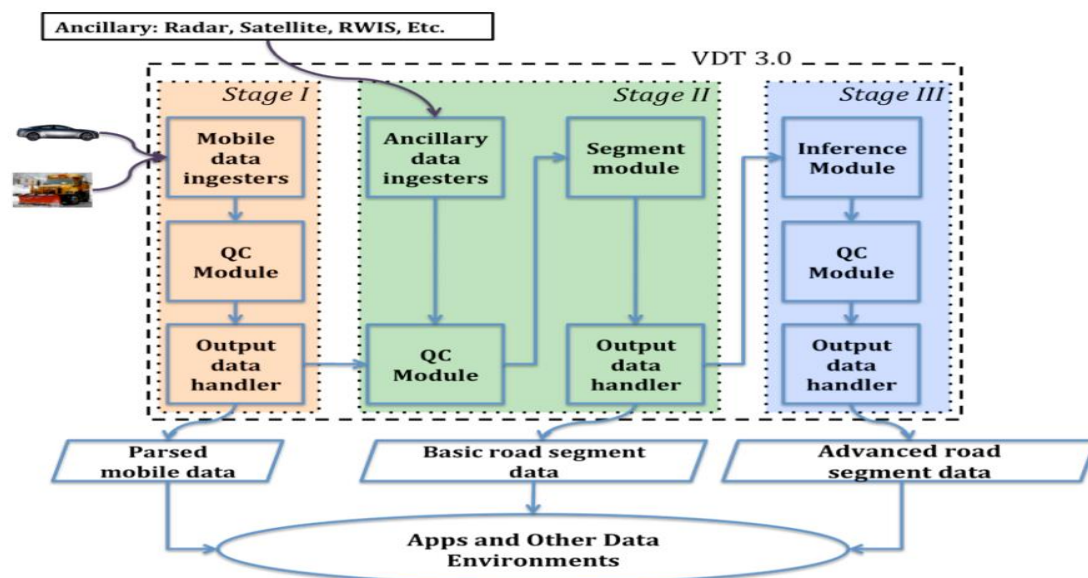 Ancillary: Radar, Satellite, RWIS, Etc.
VDT 3.0
Stage I
Mobile
data
ingesters
QC
Module
Output
data
handler
Stage II
Ancillary
data
ingesters
QC
Module
Segment
module
Output data
handler
Stage III
Inference
Module
QC
Module
Output
data
handler
Parsed
mobile data
Basic road segment
data
Advanced road
segment data
Apps and Other Data
Environments